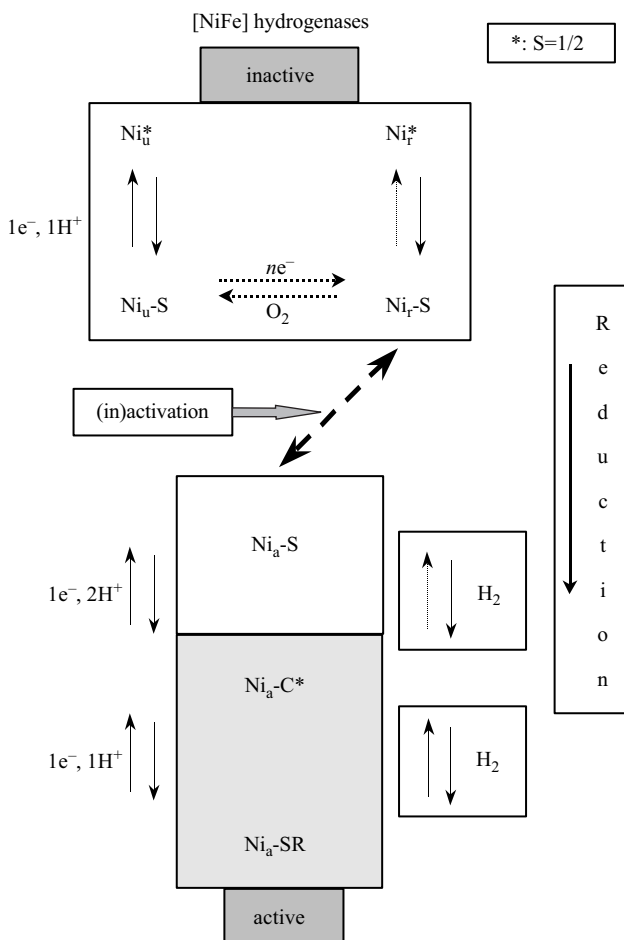 [NiFe] hydrogenases
*: S=1/2
inactive
Niᵤ* Niᵣ*
1e⁻, 1H⁺
ne⁻
Niᵤ-S Niᵣ-S
O₂
(in)activation
Reduction
Niₐ-S
1e⁻, 2H⁺
H₂
Niₐ-C*
1e⁻, 1H⁺
H₂
Niₐ-SR
active